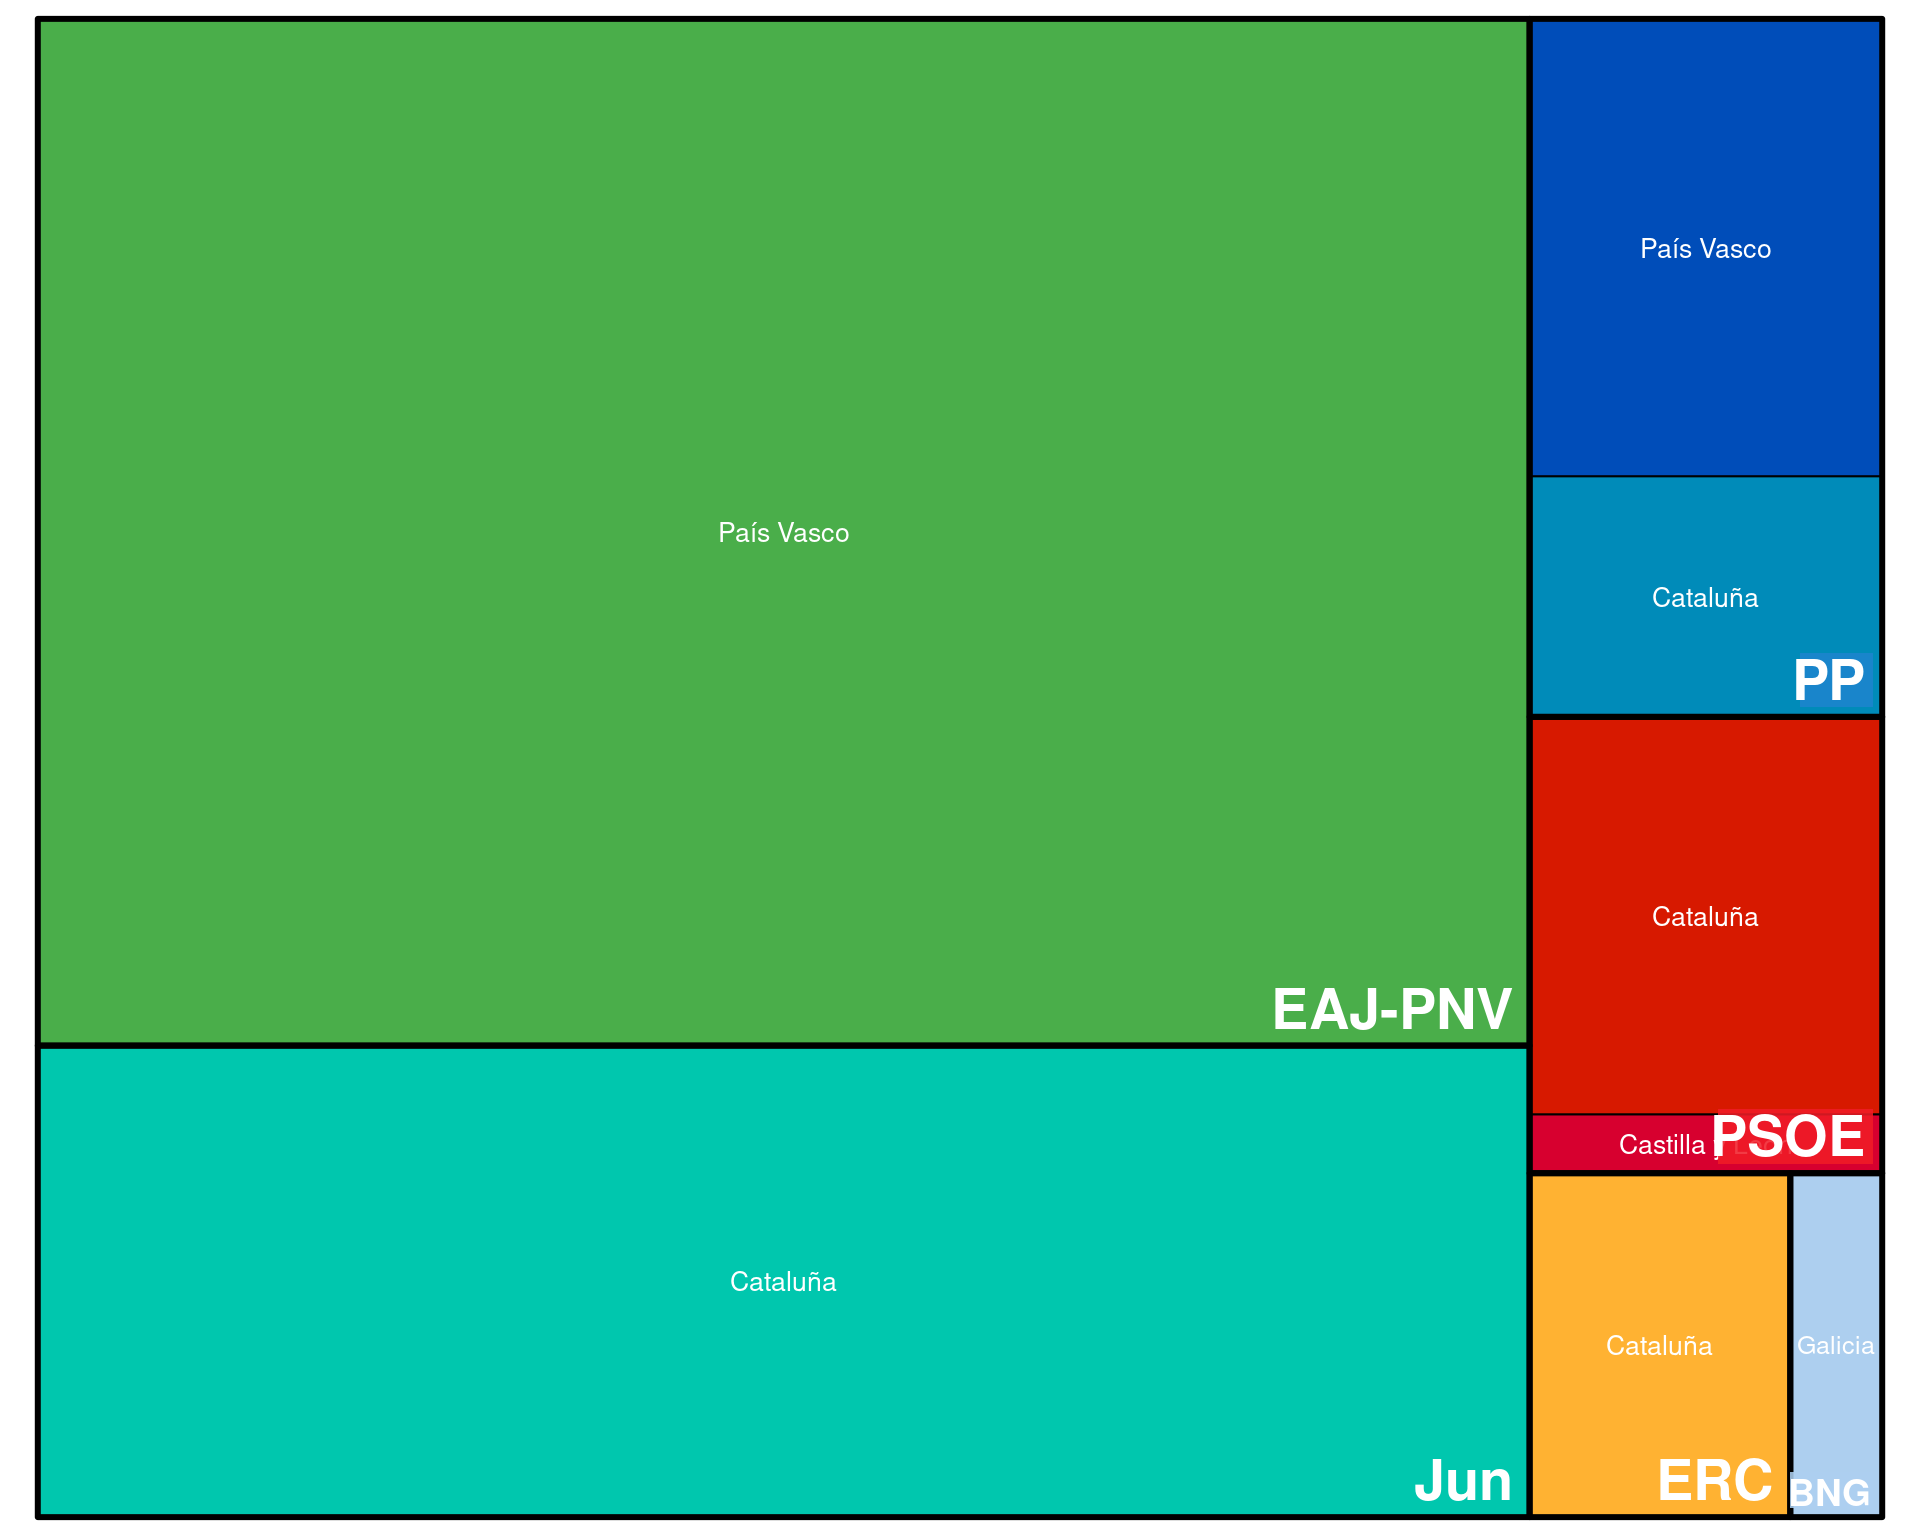 País Vasco
EAJ-PNV
Cataluña
Jun
País Vasco
Cataluña
PP
Cataluña
Castilla y
PSOE
Cataluña
ERC
Galicia
BNG